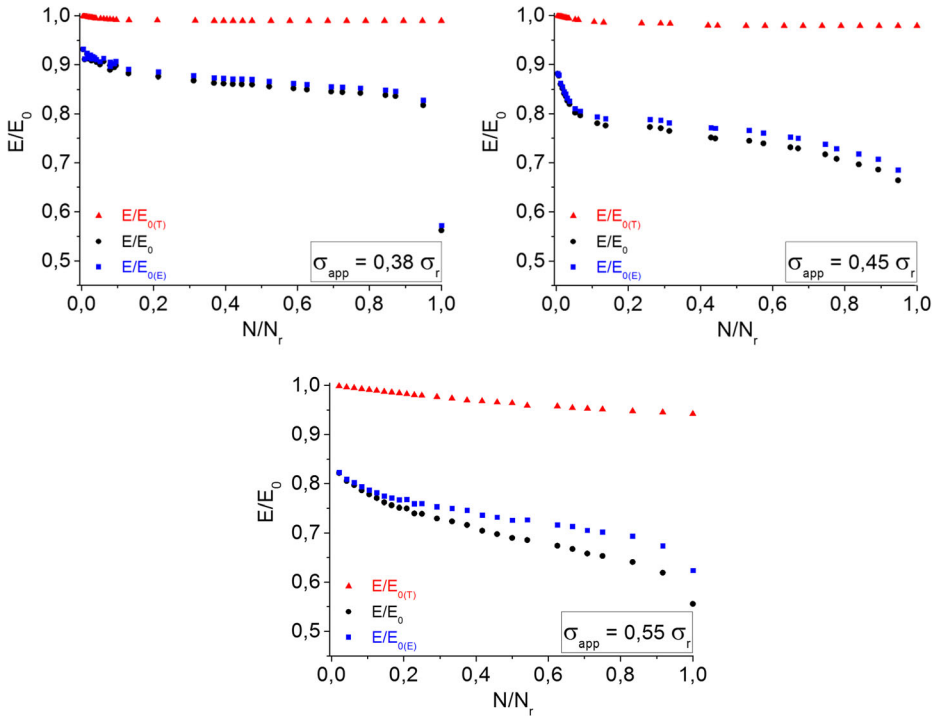 1,0
0,9
0,8
0,7
0,6
0,5
E/E₀
E/E₀₍T₎
E/E₀
E/E₀₍E₎
σapp = 0,38 σr
0,0 0,2 0,4 0,6 0,8 1,0
N/Nr
1,0
0,9
0,8
0,7
0,6
0,5
E/E₀
E/E₀₍T₎
E/E₀
E/E₀₍E₎
σapp = 0,45 σr
0,0 0,2 0,4 0,6 0,8 1,0
N/Nr
1,0
0,9
0,8
0,7
0,6
0,5
E/E₀
E/E₀₍T₎
E/E₀
E/E₀₍E₎
σapp = 0,55 σr
0,0 0,2 0,4 0,6 0,8 1,0
N/Nr